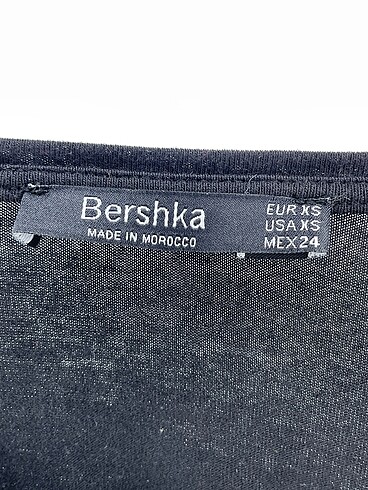 Bershka
MADE IN MOROCCO
EUR XS
USA XS
MEX 24